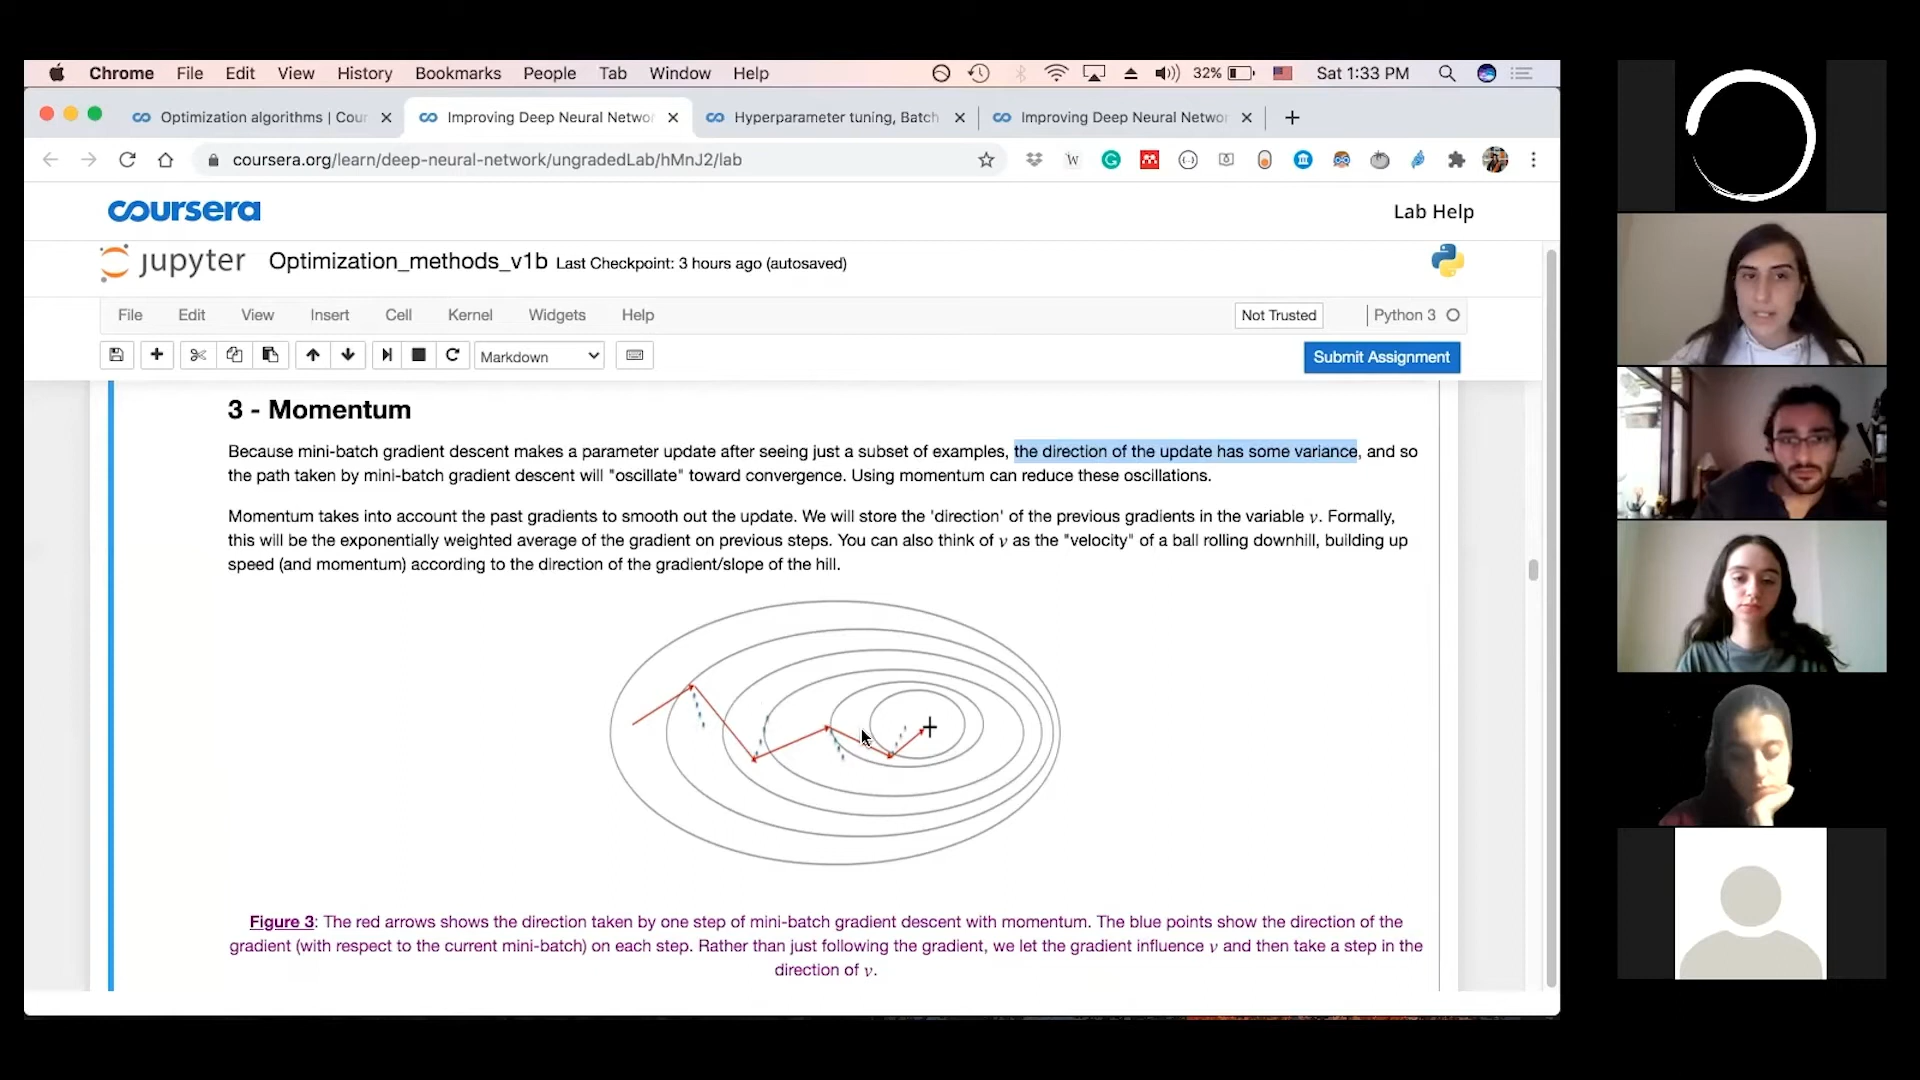 Chrome File Edit View History Bookmarks People Tab Window Help 32% Sat 1:33 PM
Optimization algorithms | Cour Improving Deep Neural Networ Hyperparameter tuning, Batch Improving Deep Neural Networ
coursera.org/learn/deep-neural-network/ungradedLab/hMnJ2/lab
coursera Lab Help
jupyter Optimization_methods_v1b Last Checkpoint: 3 hours ago (autosaved)
File Edit View Insert Cell Kernel Widgets Help Not Trusted Python 3
Markdown Submit Assignment
3 - Momentum
Because mini-batch gradient descent makes a parameter update after seeing just a subset of examples, the direction of the update has some variance, and so
the path taken by mini-batch gradient descent will "oscillate" toward convergence. Using momentum can reduce these oscillations.
Momentum takes into account the past gradients to smooth out the update. We will store the 'direction' of the previous gradients in the variable v. Formally,
this will be the exponentially weighted average of the gradient on previous steps. You can also think of v as the "velocity" of a ball rolling downhill, building up
speed (and momentum) according to the direction of the gradient/slope of the hill.
Figure 3: The red arrows shows the direction taken by one step of mini-batch gradient descent with momentum. The blue points show the direction of the
gradient (with respect to the current mini-batch) on each step. Rather than just following the gradient, we let the gradient influence v and then take a step in the
direction of v.